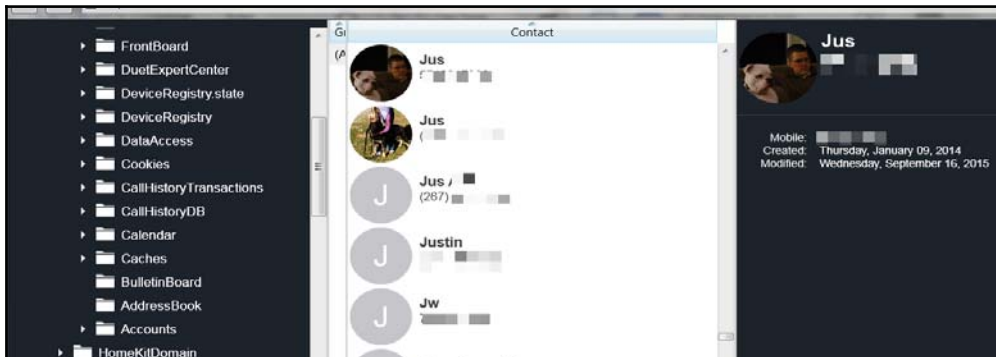 FrontBoard
DuetExpertCenter
DeviceRegistry.state
DeviceRegistry
DataAccess
Cookies
CallHistoryTransactions
CallHistoryDB
Calendar
Caches
BulletinBoard
AddressBook
Accounts
HomeKitDomain
Contact
Jus
Jus
(
J
Jus
(267)
J
Justin
J
Jw
Jus
Mobile:
Created: Thursday, January 09, 2014
Modified: Wednesday, September 16, 2015